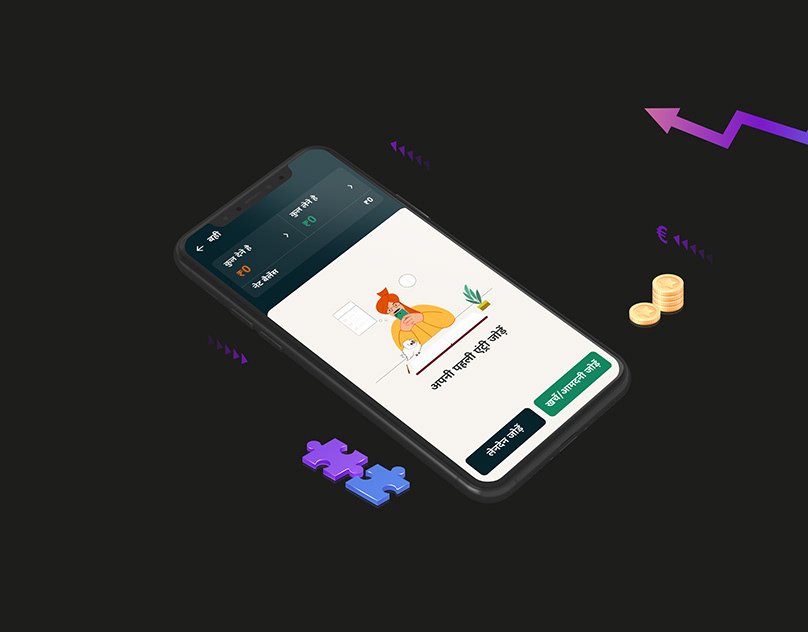 ← बही
कुल देने है >
₹0
कुल लेने है >
₹0
नेट बैलेंस ₹0
अपनी पहली एंट्री जोड़ें
लेनदेन जोड़ें
खर्चे/आमदनी जोड़ें
€